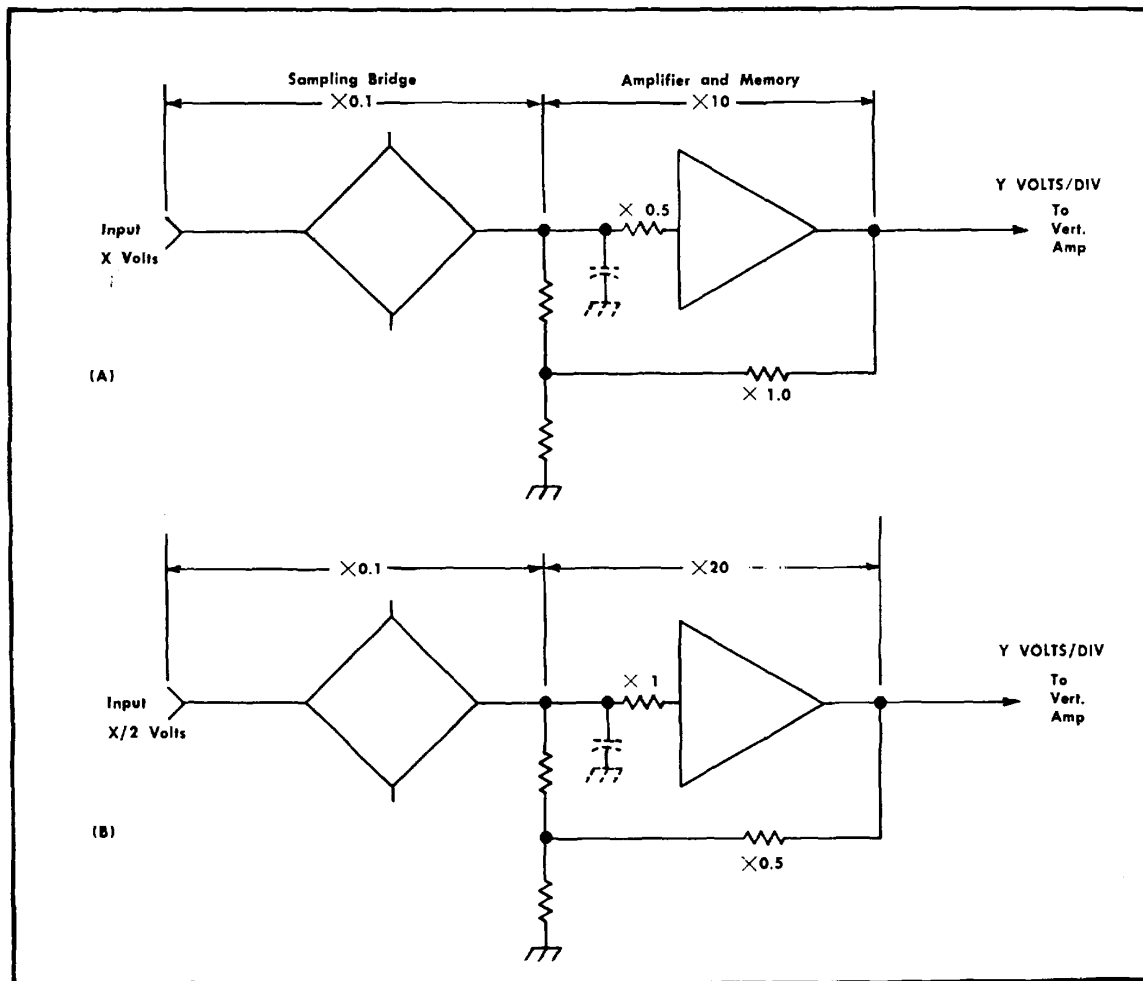 Sampling Bridge
Amplifier and Memory
×0.1
×10
Y VOLTS/DIV
To
Vert.
Amp
× 0.5
Input
X Volts
(A)
× 1.0
×0.1
×20
Y VOLTS/DIV
To
Vert.
Amp
× 1
Input
X/2 Volts
(B)
×0.5